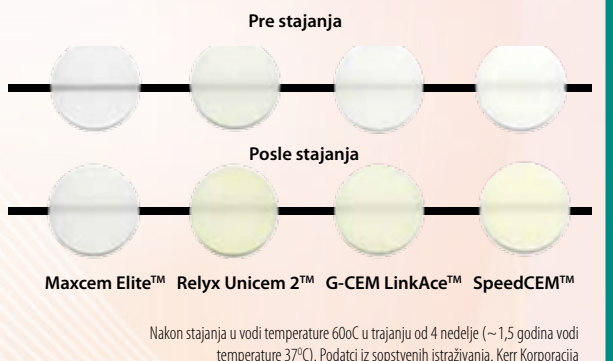 Pre stajanja
Posle stajanja
Maxcem Elite™ Relyx Unicem 2™ G-CEM LinkAce™ SpeedCEM™
Nakon stajanja u vodi temperature 60oC u trajanju od 4 nedelje (~1,5 godina vodi
temperature 37⁰C). Podatci iz sopstvenih istraživanja. Kerr Korporacija